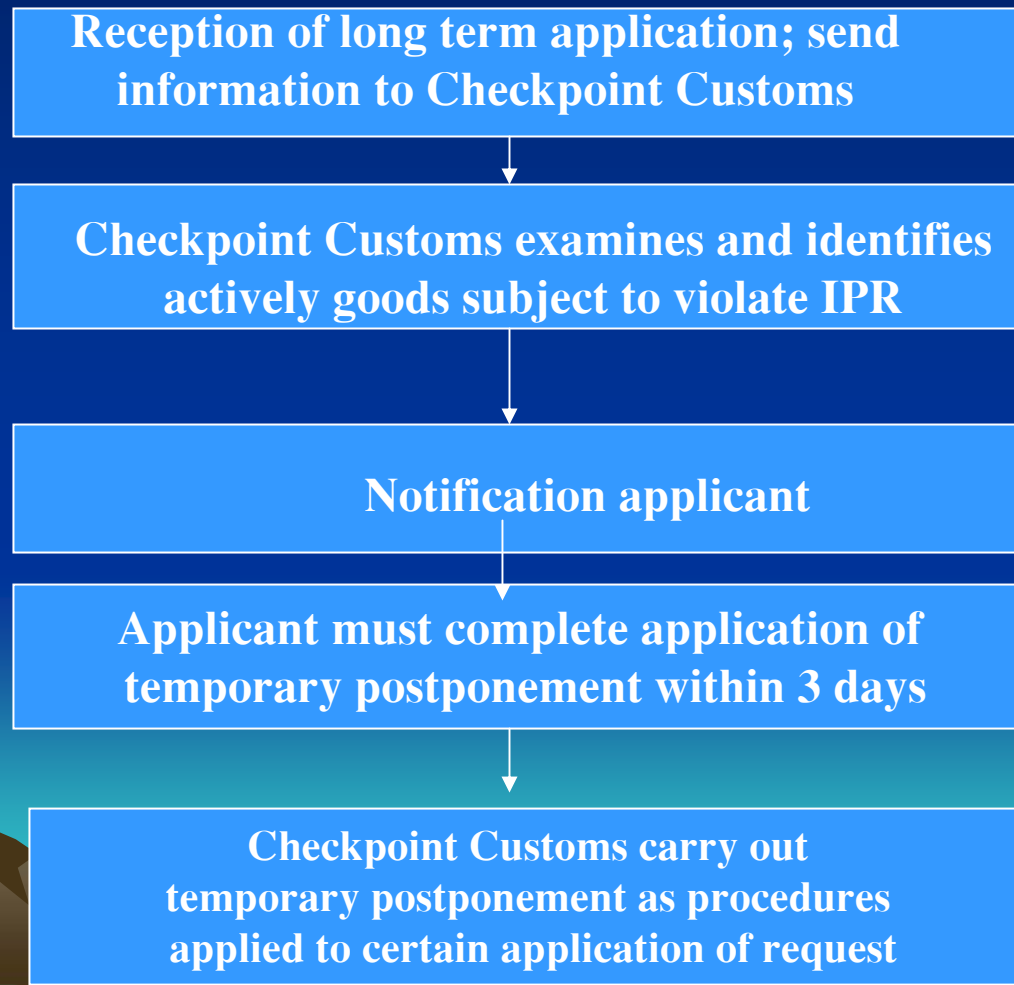 Reception of long term application; send
information to Checkpoint Customs
Checkpoint Customs examines and identifies
actively goods subject to violate IPR
Notification applicant
Applicant must complete application of
temporary postponement within 3 days
Checkpoint Customs carry out
temporary postponement as procedures
applied to certain application of request